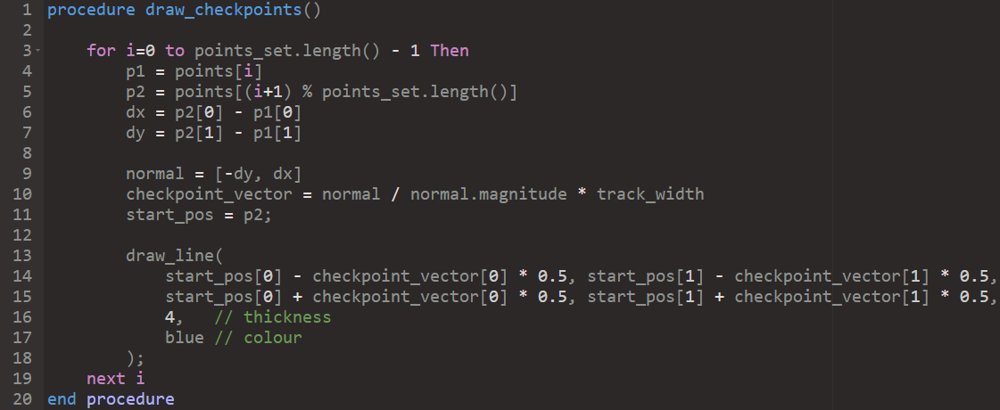 1 procedure draw_checkpoints()
2
3 for i=0 to points_set.length() - 1 Then
4 p1 = points[i]
5 p2 = points[(i+1) % points_set.length()]
6 dx = p2[0] - p1[0]
7 dy = p2[1] - p1[1]
8
9 normal = [-dy, dx]
10 checkpoint_vector = normal / normal.magnitude * track_width
11 start_pos = p2;
12
13 draw_line(
14 start_pos[0] - checkpoint_vector[0] * 0.5, start_pos[1] - checkpoint_vector[1] * 0.5,
15 start_pos[0] + checkpoint_vector[0] * 0.5, start_pos[1] + checkpoint_vector[1] * 0.5,
16 4, // thickness
17 blue // colour
18 );
19 next i
20 end procedure